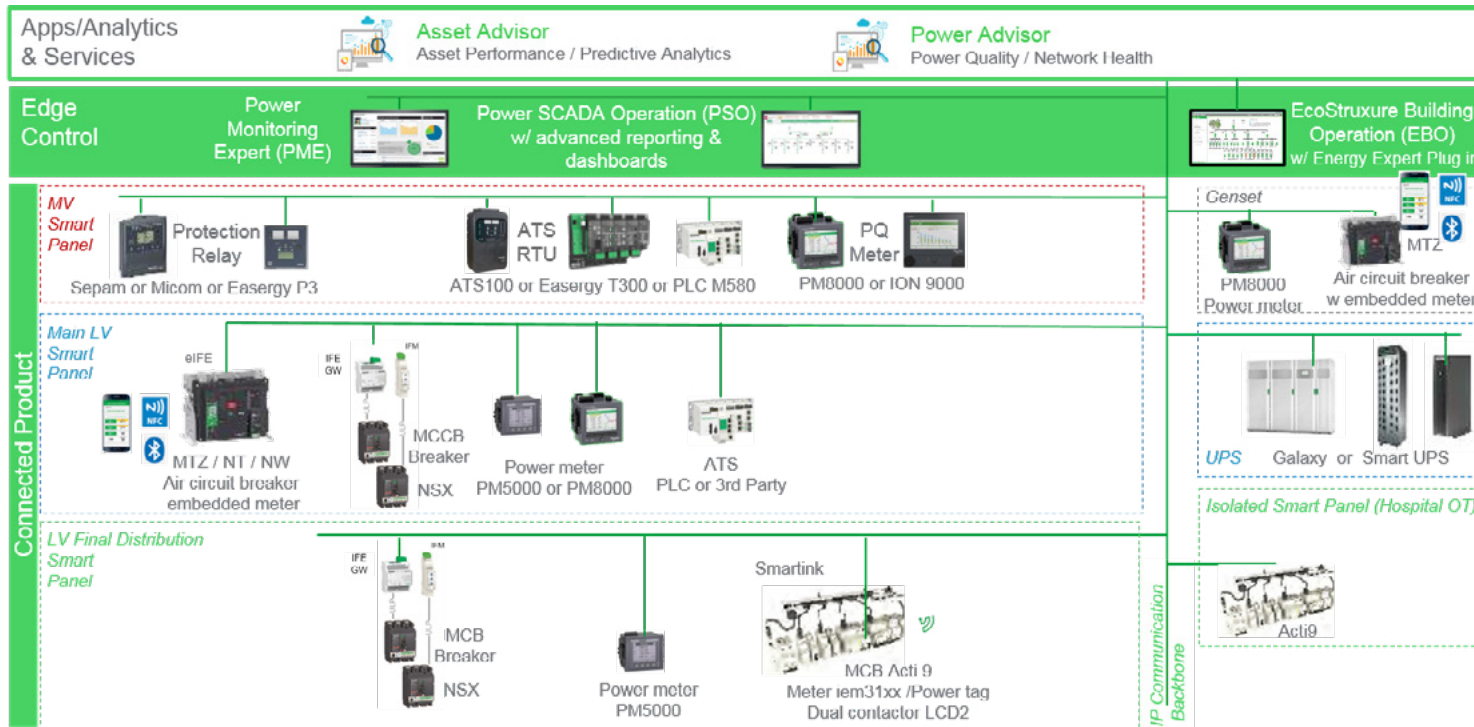 Apps/Analytics
& Services
Asset Advisor
Asset Performance / Predictive Analytics
Power Advisor
Power Quality / Network Health
Edge
Control
Power
Monitoring
Expert (PME)
Power SCADA Operation (PSO)
w/ advanced reporting &
dashboards
EcoStruxure Building
Operation (EBO)
w/ Energy Expert Plug in
Connected Product
MV
Smart
Panel
Protection
Relay
Sepam or Micom or Easergy P3
ATS
RTU
ATS100 or Easergy T300 or PLC M580
PQ
Meter
PM8000 or ION 9000
Genset
NFC
MTZ
PM8000
Power meter
Air circuit breaker
w embedded meter
Main LV
Smart
Panel
eIFE
NFC
MTZ / NT / NW
Air circuit breaker
embedded meter
IFE
GW
IFM
MCCB
Breaker
NSX
Power meter
PM5000 or PM8000
ATS
PLC or 3rd Party
UPS
Galaxy or Smart UPS
LV Final Distribution
Smart
Panel
IFE
GW
IFM
MCB
Breaker
NSX
Power meter
PM5000
Smartink
MCB Acti 9
Meter iem31xx /Power tag
Dual contactor LCD2
IP Communication
Backbone
Isolated Smart Panel (Hospital OT)
Acti9